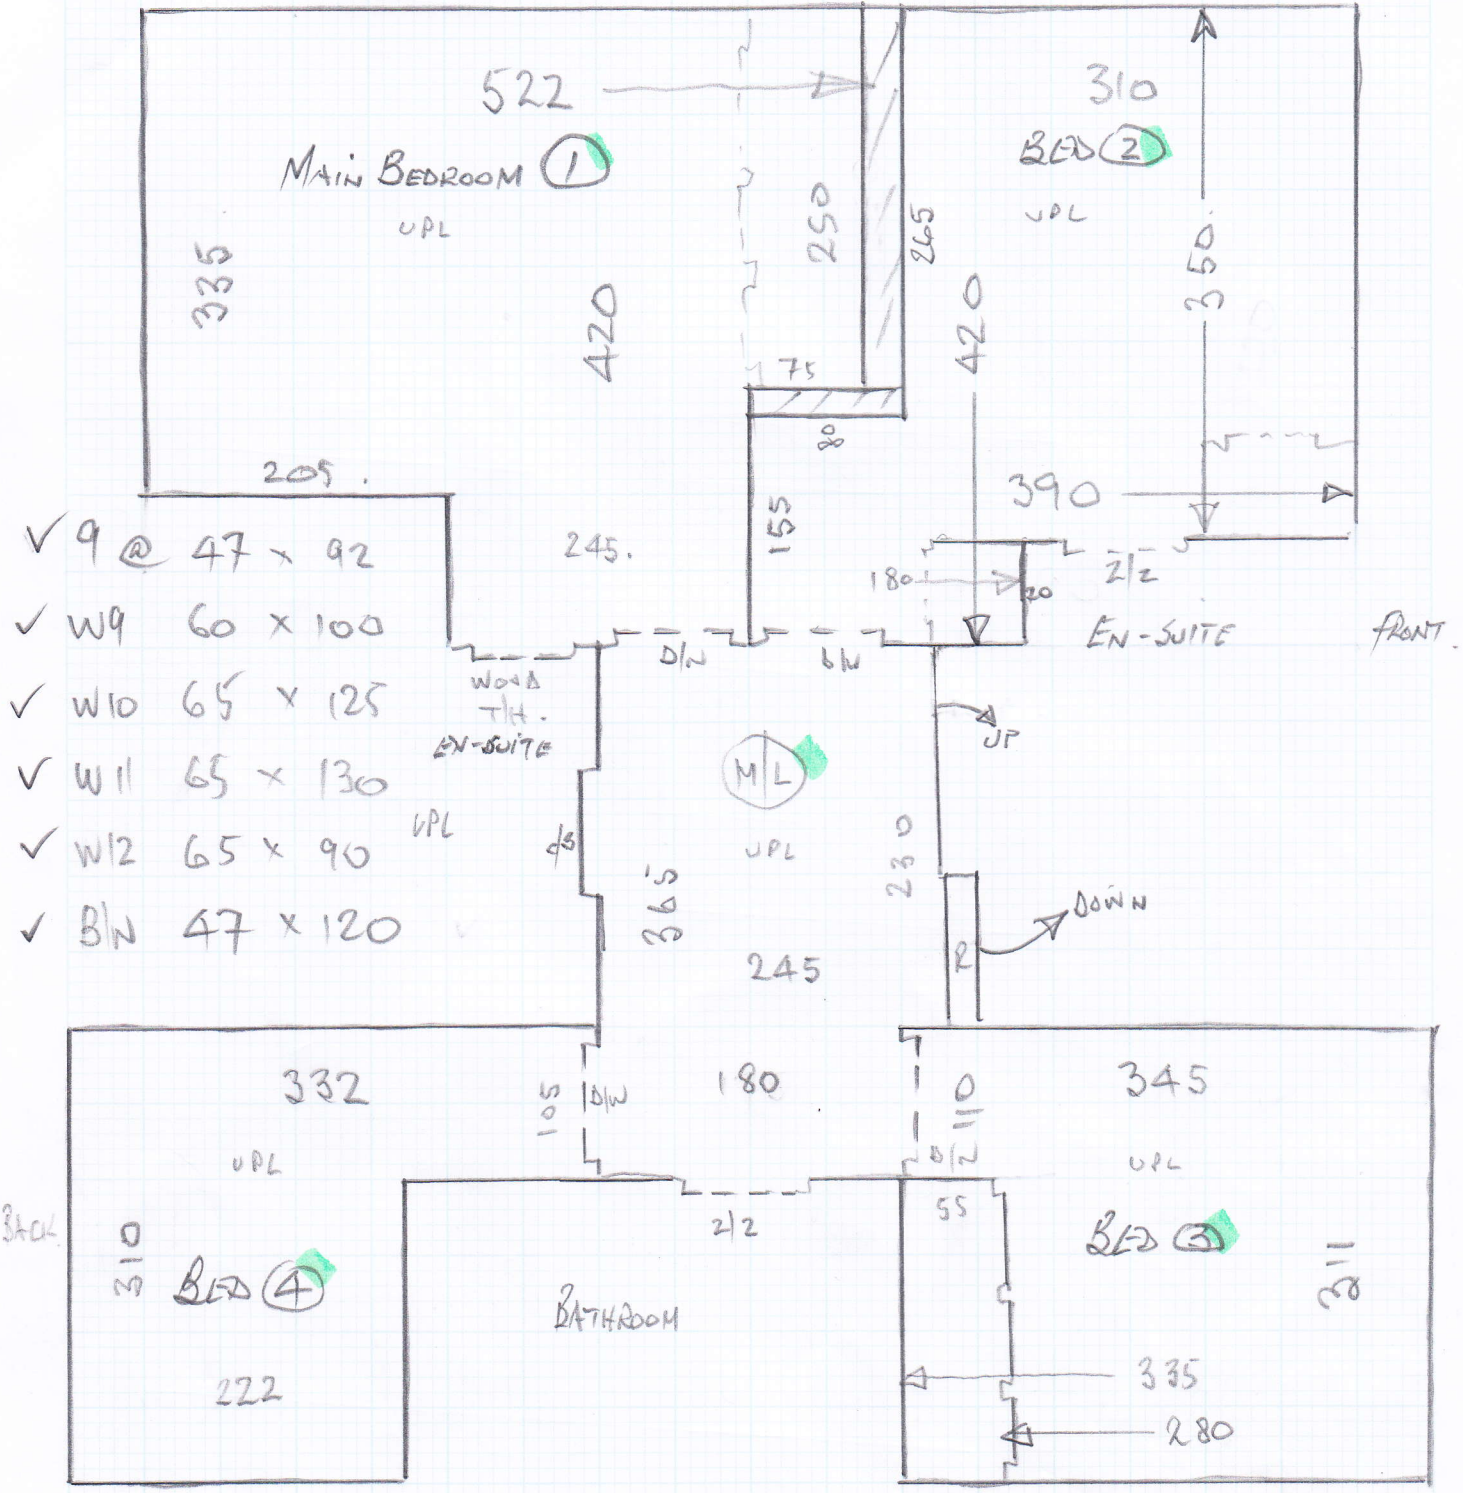 522
310
MAIN BEDROOM 1
BED 2
UPL
UPL
335
250
265
350.
420
420
75
80
205.
390
155
245.
✓ 9 @ 47 x 92
180
20
2/2
✓ W9 60 x 100
EN-SUITE
FRONT.
D/N
D/N
WOOD
T/H.
✓ W10 65 x 125
UP
EN-SUITE
M/L
✓ W11 65 x 130
UPL
UPL
✓ W12 65 x 90
230
365
✓ B/N 47 x 120
DOWN
R
245
332
180
345
105
D/N
110
D/2
UPL
UPL
55
2/2
BACK
310
BED 4
BED 3
311
BATHROOM
335
222
280